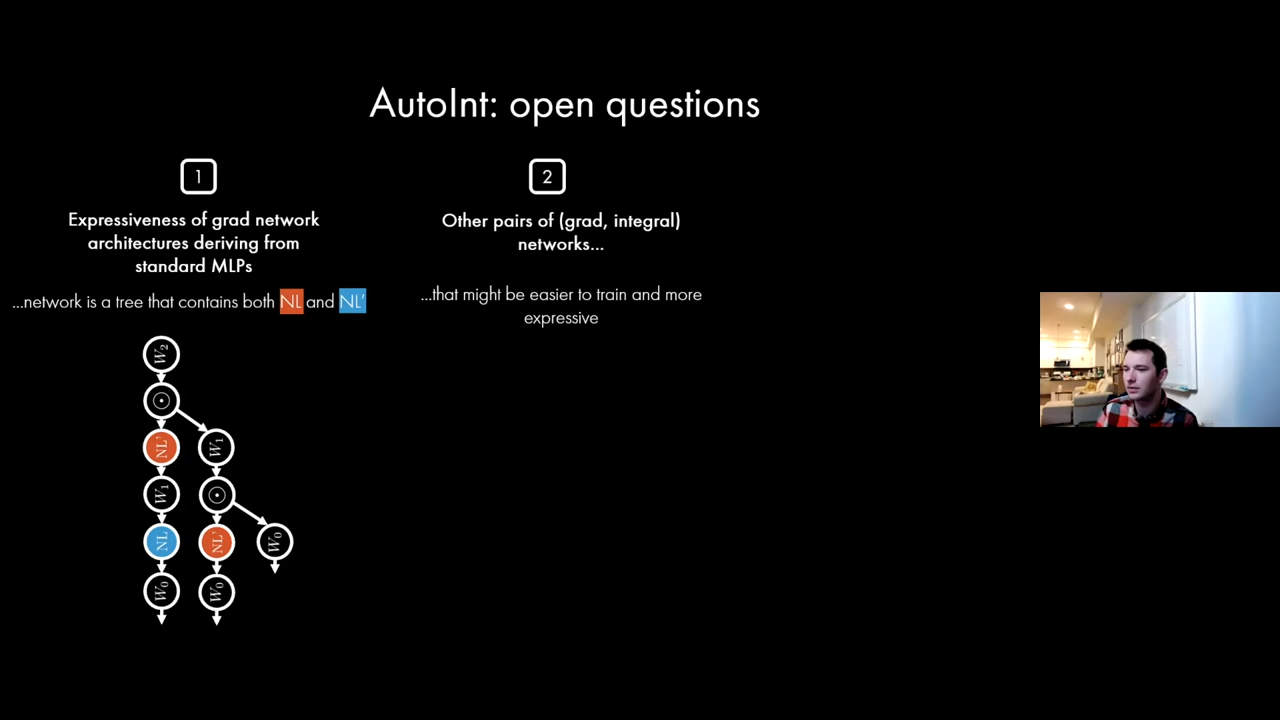 AutoInt: open questions
1
Expressiveness of grad network
architectures deriving from
standard MLPs
...network is a tree that contains both NL and NL'
2
Other pairs of (grad, integral)
networks...
...that might be easier to train and more
expressive
W₂
⊙
NL' W₁
W₁ ⊙
NL NL' W₀
W₀ W₀